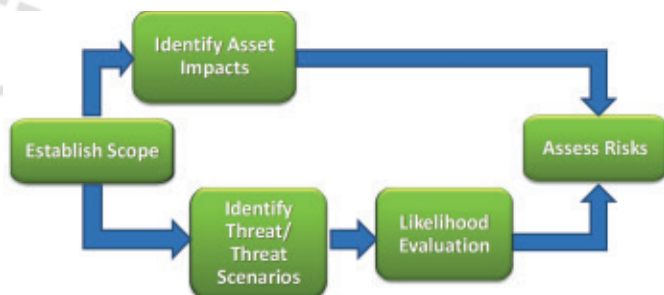 Identify Asset
Impacts
Establish Scope
Assess Risks
Identify
Threat/
Threat
Scenarios
Likelihood
Evaluation